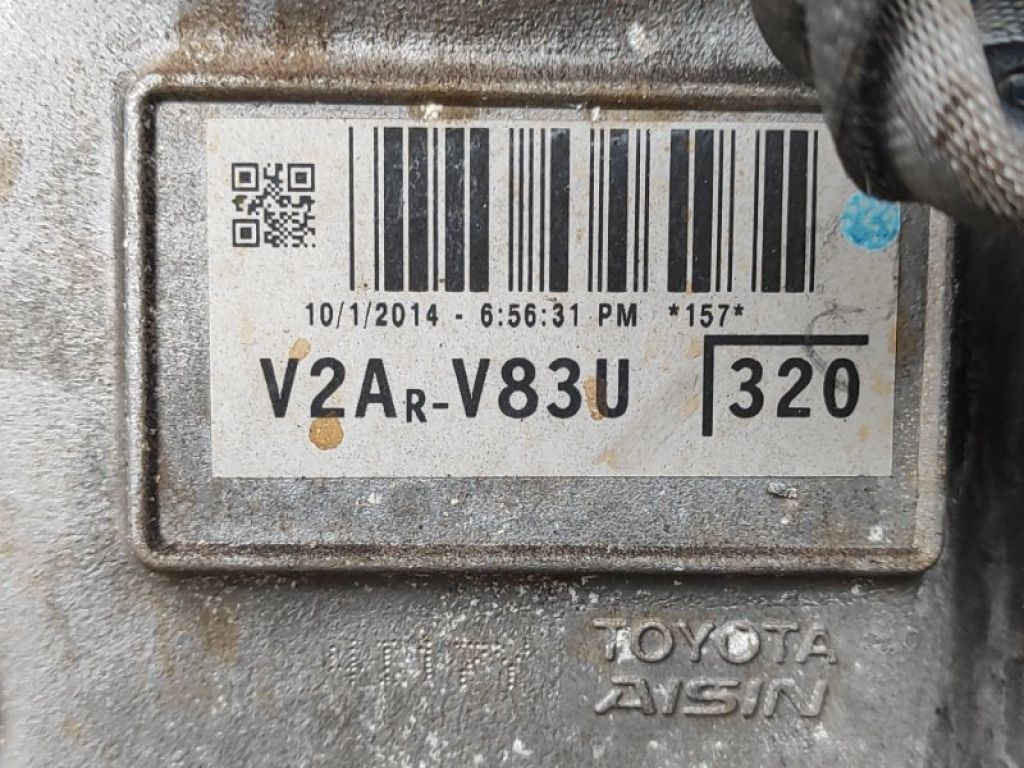 10/1/2014 - 6:56:31 PM *157*
V2AR-V83U 320
TOYOTA
AISIN